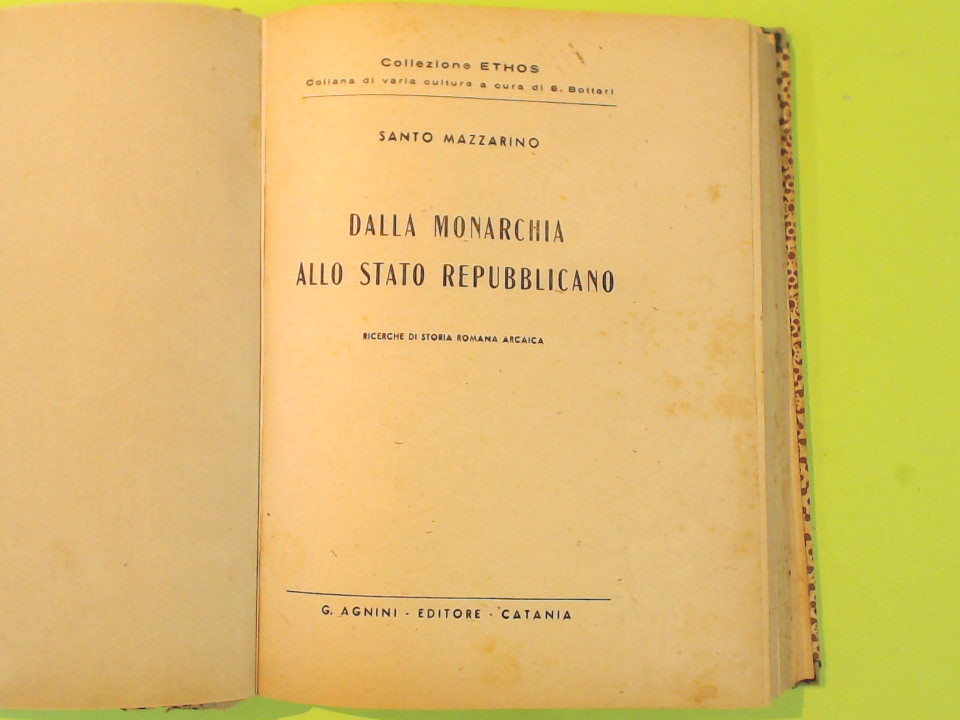 Collezione ETHOS
Collana di varia cultura a cura di S. Bottari
SANTO MAZZARINO
DALLA MONARCHIA
ALLO STATO REPUBBLICANO
RICERCHE DI STORIA ROMANA ARCAICA
G. AGNINI - EDITORE - CATANIA